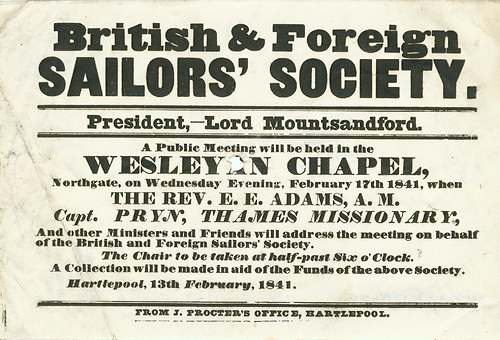 British & Foreign
SAILORS' SOCIETY.
President,—Lord Mountsandford.
A Public Meeting will be held in the
WESLEYAN CHAPEL,
Northgate, on Wednesday Evening, February 17th 1841, when
THE REV. E. E. ADAMS, A. M.
Capt. PRYN, THAMES MISSIONARY,
And other Ministers and Friends will address the meeting on behalf
of the British and Foreign Sailors' Society.
The Chair to be taken at half-past Six o'Clock.
A Collection will be made in aid of the Funds of the above Society.
Hartlepool, 13th February, 1841.
FROM J. PROCTER'S OFFICE, HARTLEPOOL.